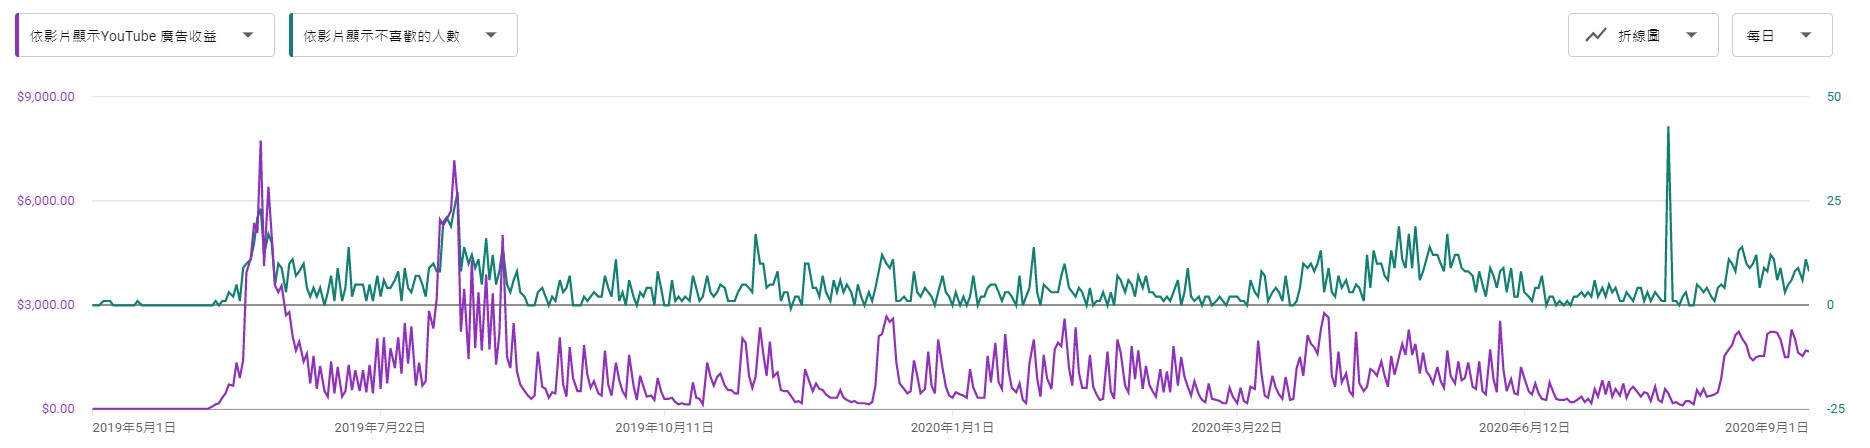 依影片顯示YouTube 廣告收益
依影片顯示不喜歡的人數
折線圖
每日
$9,000.00
50
$6,000.00
25
$3,000.00
0
$0.00
-25
2019年5月1日
2019年7月22日
2019年10月11日
2020年1月1日
2020年3月22日
2020年6月12日
2020年9月1日